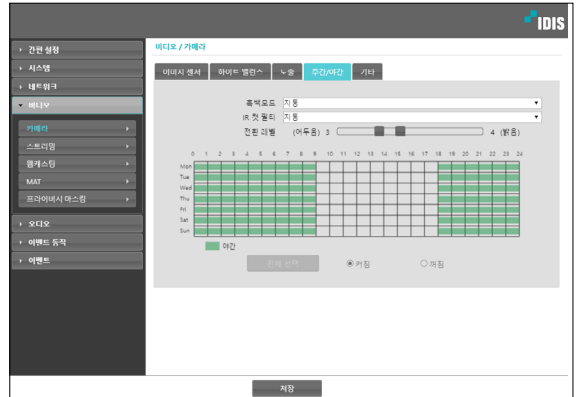 IDIS
간편 설정
시스템
네트워크
비디오
카메라
스트리밍
웹캐스팅
MAT
프라이버시 마스킹
오디오
이벤트 동작
이벤트
비디오 / 카메라
이미지 센서 화이트 밸런스 노출 주간/야간 기타
흑백모드 자동
IR 컷 필터 자동
전환 레벨 (어두움) 3 4 (밝음)
0 1 2 3 4 5 6 7 8 9 10 11 12 13 14 15 16 17 18 19 20 21 22 23 24
Mon
Tue
Wed
Thu
Fri
Sat
Sun
야간
전체 선택 켜짐 꺼짐
저장